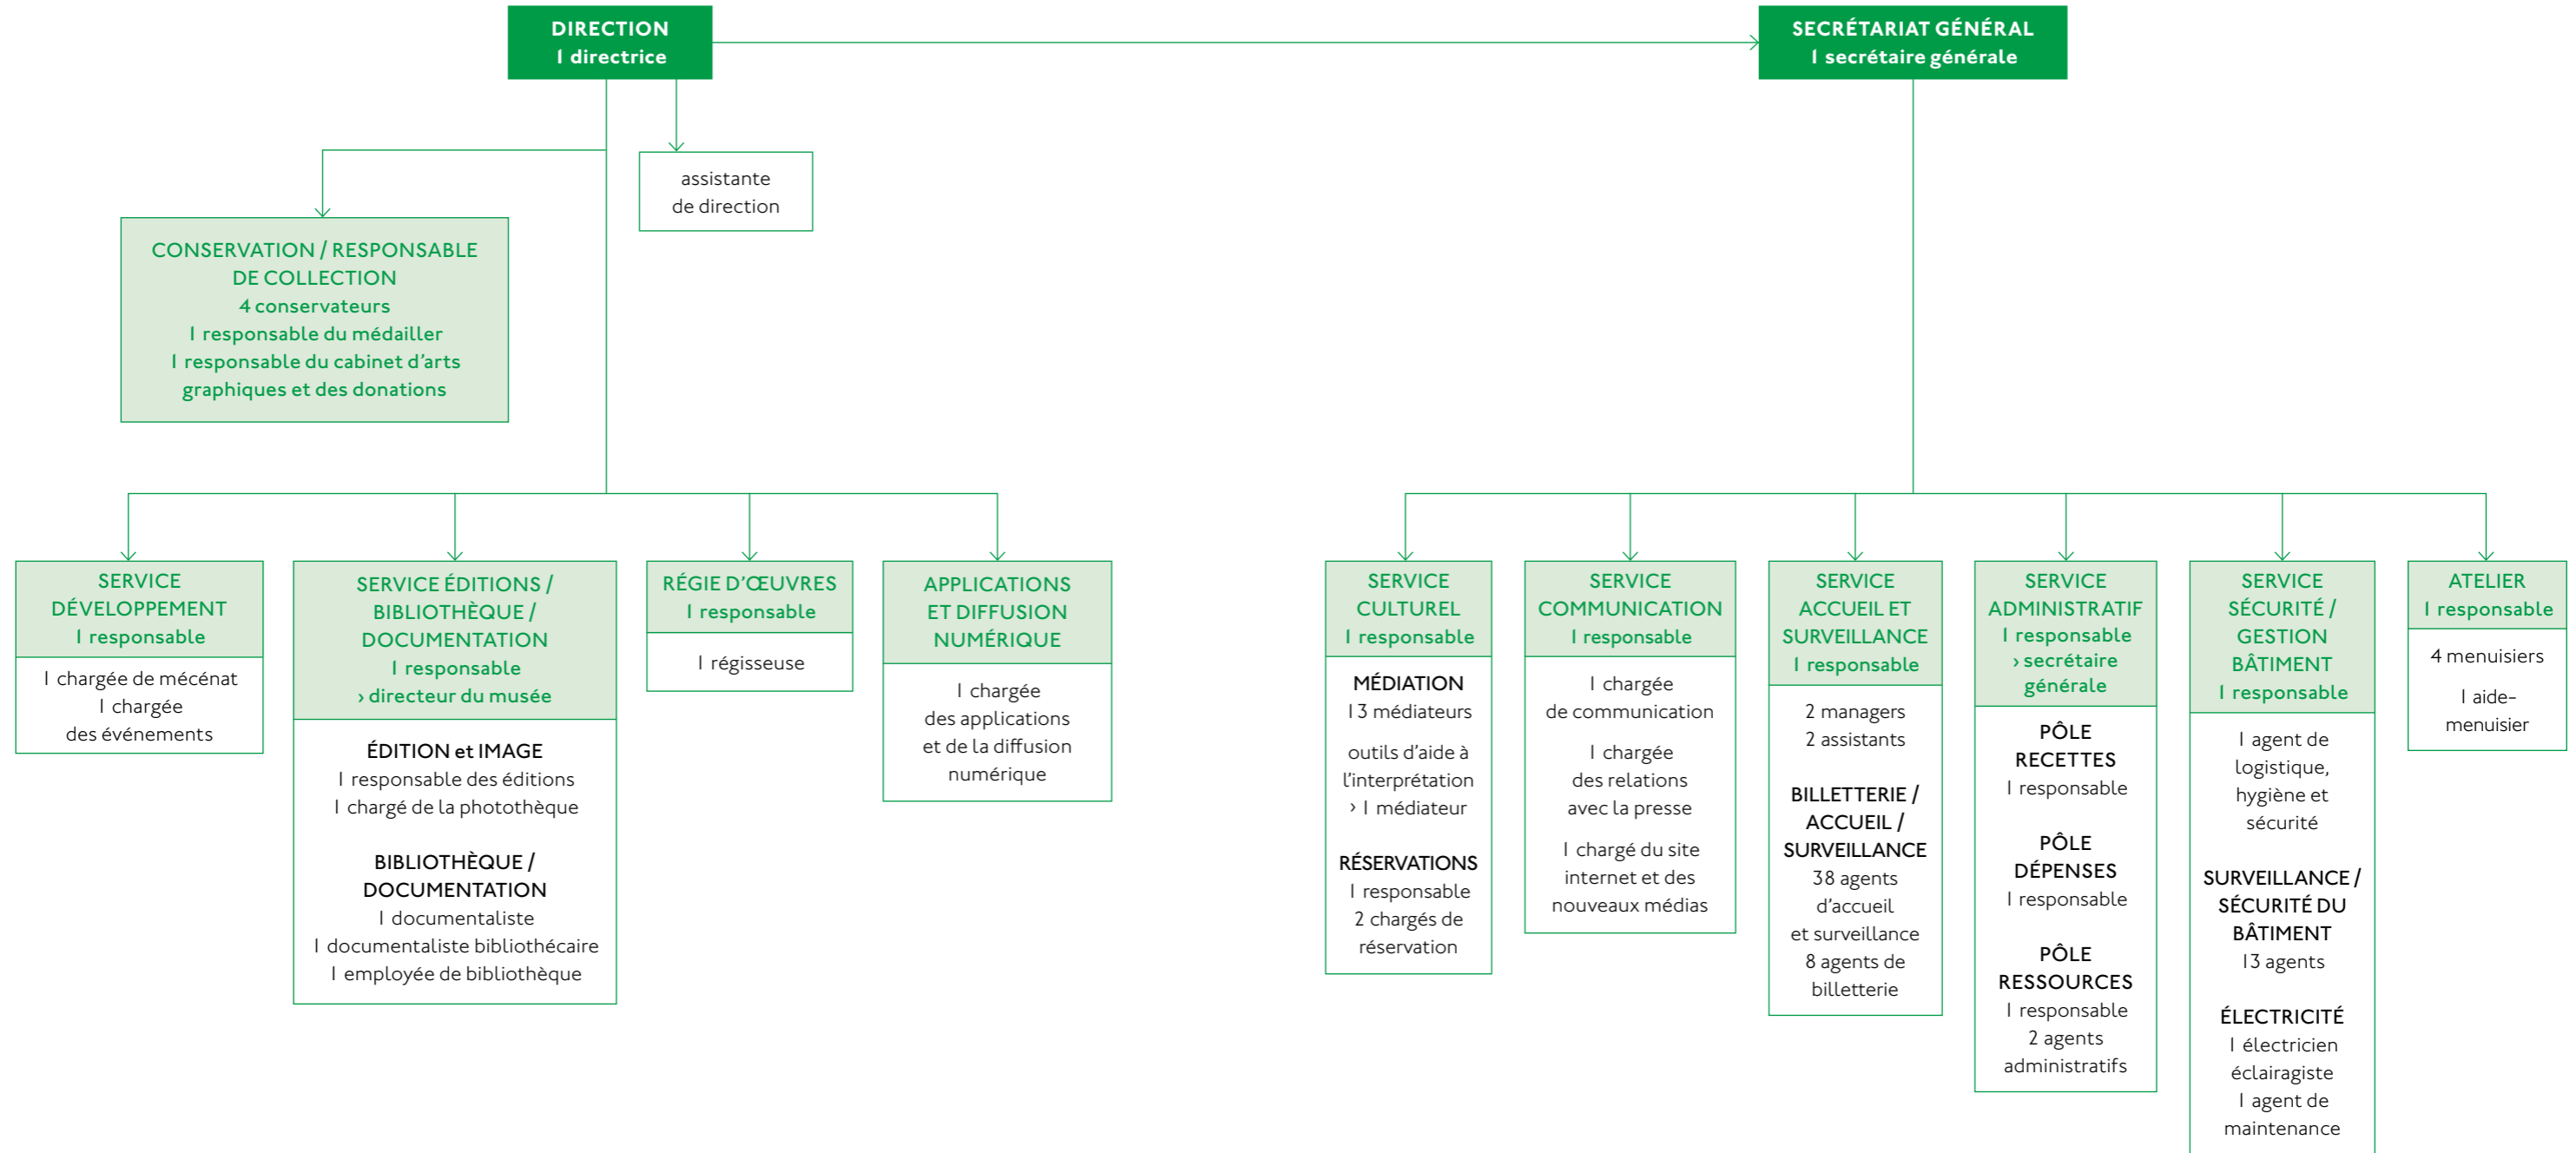 DIRECTION
1 directrice
SECRÉTARIAT GÉNÉRAL
1 secrétaire générale
assistante
de direction
CONSERVATION / RESPONSABLE
DE COLLECTION
4 conservateurs
1 responsable du médailler
1 responsable du cabinet d’arts
graphiques et des donations
SERVICE
DÉVELOPPEMENT
1 responsable
1 chargée de mécénat
1 chargée
des événements
SERVICE ÉDITIONS /
BIBLIOTHÈQUE /
DOCUMENTATION
1 responsable
› directeur du musée
ÉDITION et IMAGE
1 responsable des éditions
1 chargé de la photothèque
BIBLIOTHÈQUE /
DOCUMENTATION
1 documentaliste
1 documentaliste bibliothécaire
1 employée de bibliothèque
RÉGIE D’ŒUVRES
1 responsable
1 régisseuse
APPLICATIONS
ET DIFFUSION
NUMÉRIQUE
1 chargée
des applications
et de la diffusion
numérique
SERVICE
CULTUREL
1 responsable
MÉDIATION
13 médiateurs
outils d’aide à
l’interprétation
› 1 médiateur
RÉSERVATIONS
1 responsable
2 chargés de
réservation
SERVICE
COMMUNICATION
1 responsable
1 chargée
de communication
1 chargée
des relations
avec la presse
1 chargé du site
internet et des
nouveaux médias
SERVICE
ACCUEIL ET
SURVEILLANCE
1 responsable
2 managers
2 assistants
BILLETTERIE /
ACCUEIL /
SURVEILLANCE
38 agents
d’accueil
et surveillance
8 agents de
billetterie
SERVICE
ADMINISTRATIF
1 responsable
› secrétaire
générale
PÔLE
RECETTES
1 responsable
PÔLE
DÉPENSES
1 responsable
PÔLE
RESSOURCES
1 responsable
2 agents
administratifs
SERVICE
SÉCURITÉ /
GESTION
BÂTIMENT
1 responsable
1 agent de
logistique,
hygiène et
sécurité
SURVEILLANCE /
SÉCURITÉ DU
BÂTIMENT
13 agents
ÉLECTRICITÉ
1 électricien
éclairagiste
1 agent de
maintenance
ATELIER
1 responsable
4 menuisiers
1 aide-
menuisier